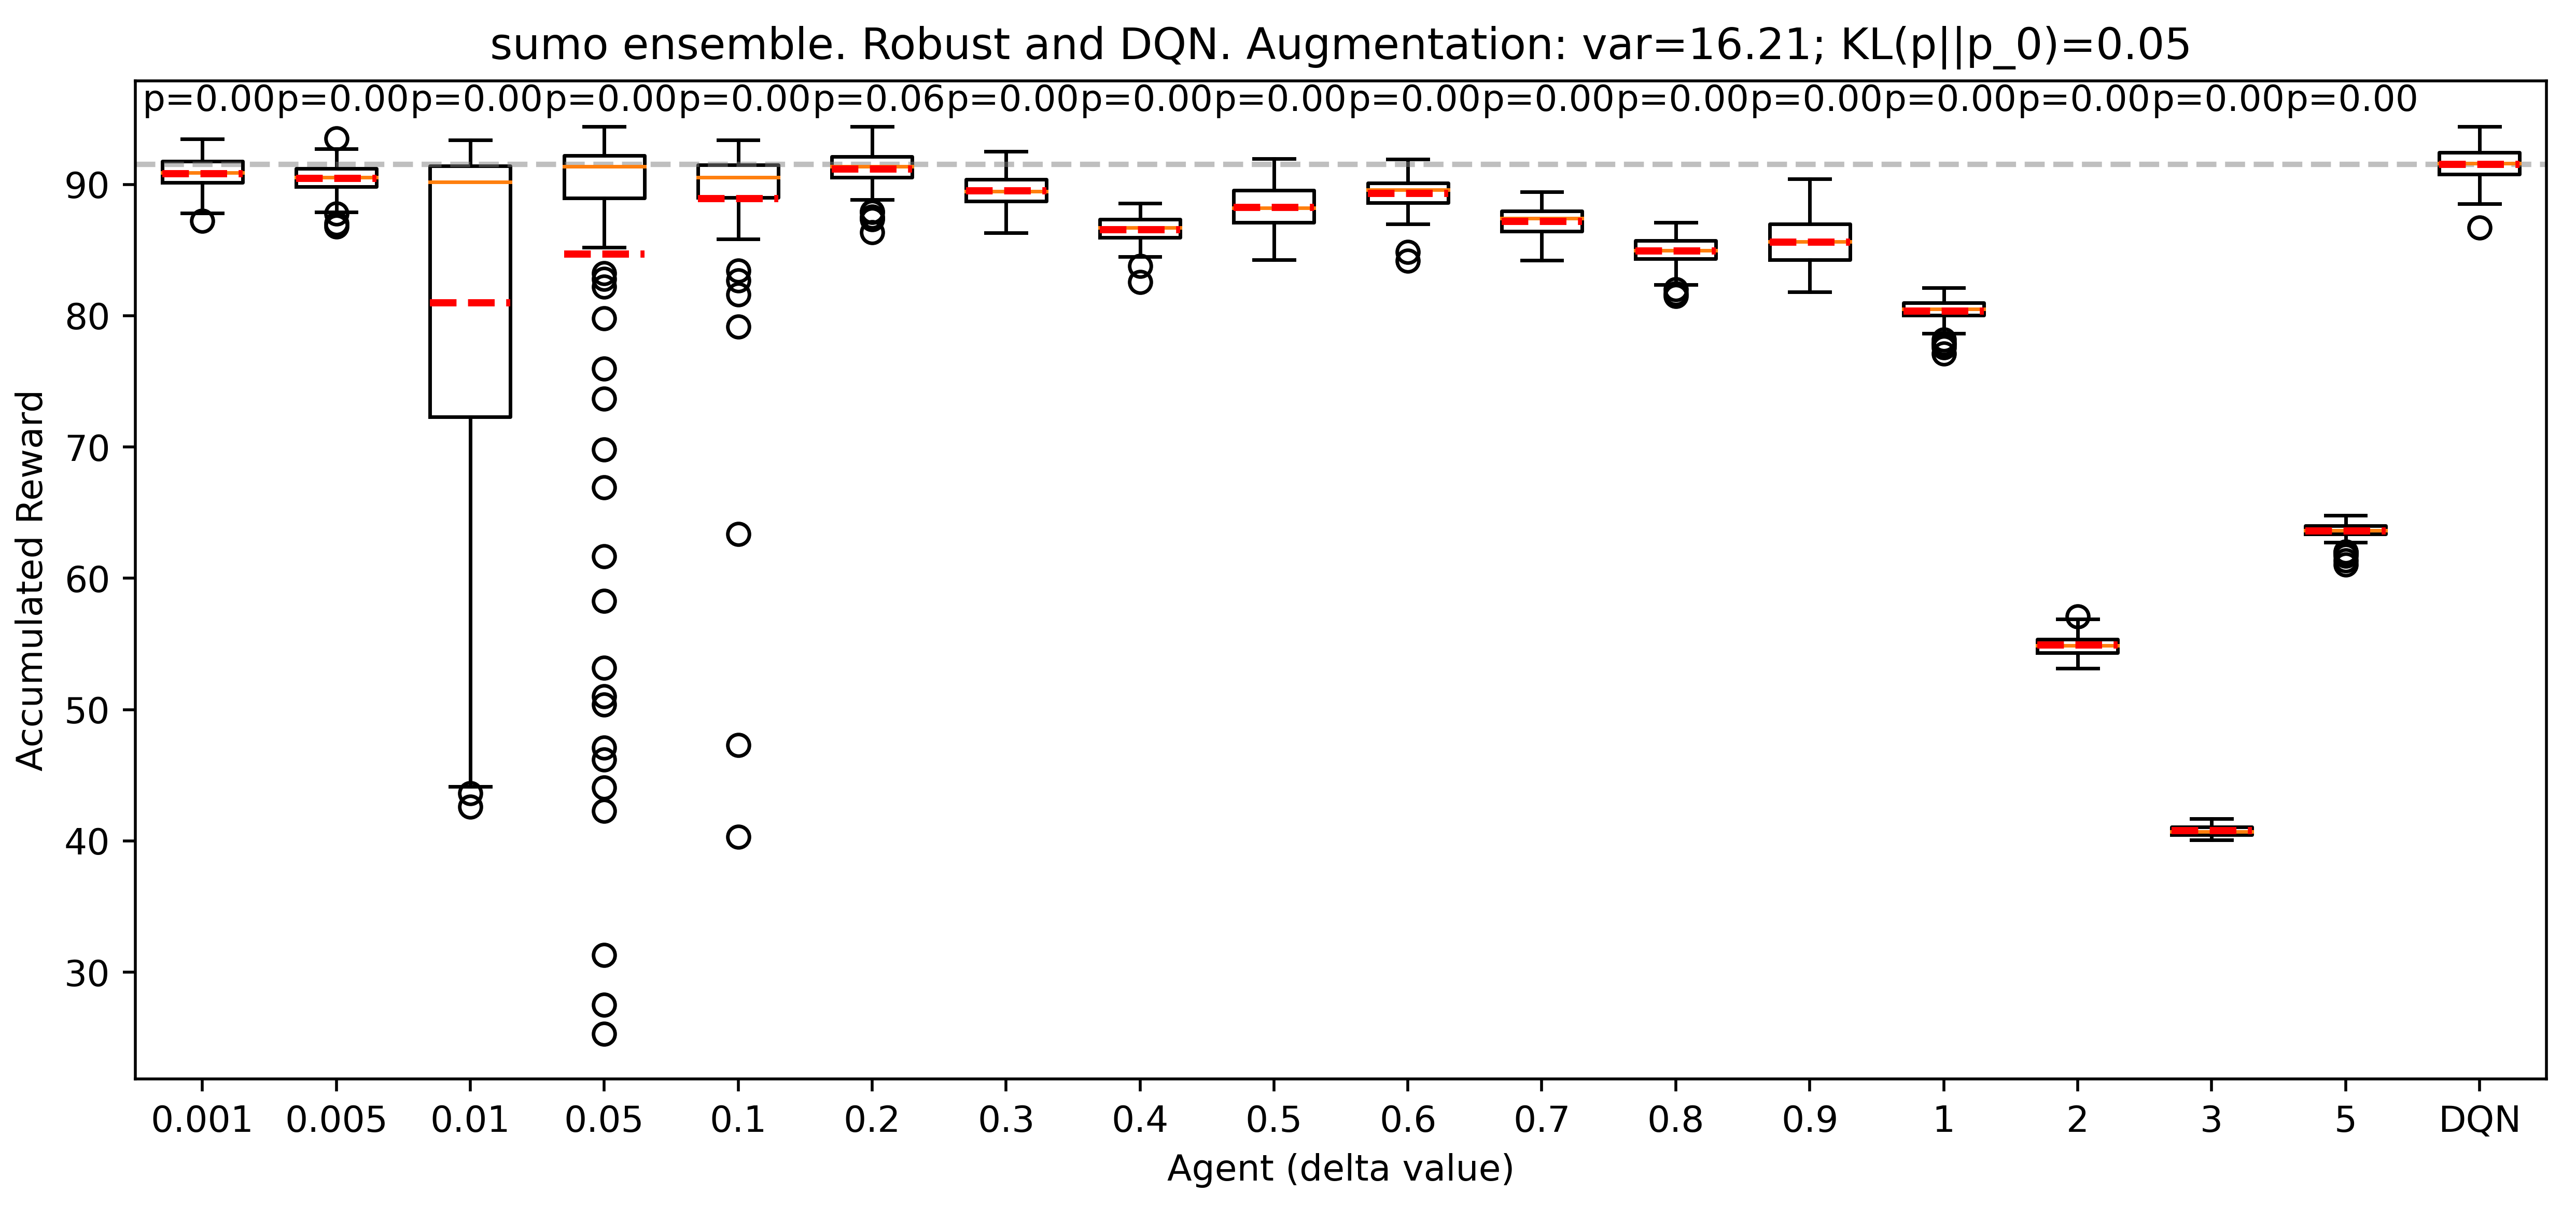 sumo ensemble. Robust and DQN. Augmentation: var=16.21; KL(p||p_0)=0.05
p=0.00p=0.00p=0.00p=0.00p=0.00p=0.06p=0.00p=0.00p=0.00p=0.00p=0.00p=0.00p=0.00p=0.00p=0.00p=0.00p=0.00
90
80
70
60
50
40
30
Accumulated Reward
0.001 0.005 0.01 0.05 0.1 0.2 0.3 0.4 0.5 0.6 0.7 0.8 0.9 1 2 3 5 DQN
Agent (delta value)